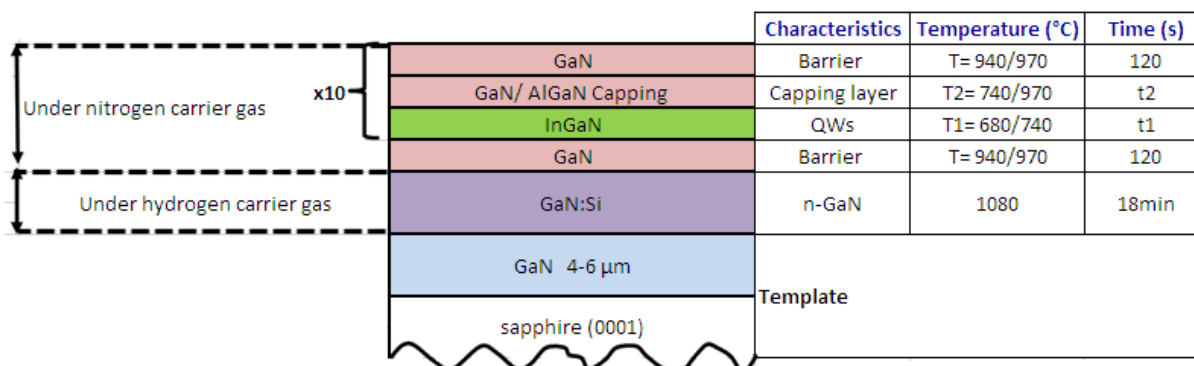 Characteristics Temperature (°C) Time (s)
GaN Barrier T= 940/970 120
x10 GaN/ AlGaN Capping Capping layer T2= 740/970 t2
Under nitrogen carrier gas
InGaN QWs T1= 680/740 t1
GaN Barrier T= 940/970 120
Under hydrogen carrier gas GaN:Si n-GaN 1080 18min
GaN 4-6 µm
Template
sapphire (0001)